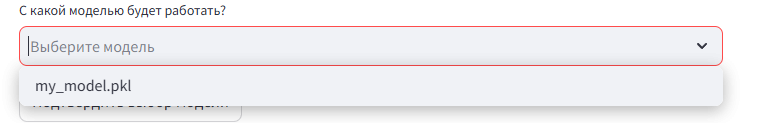 С какой моделью будет работать?
Выберите модель
my_model.pkl